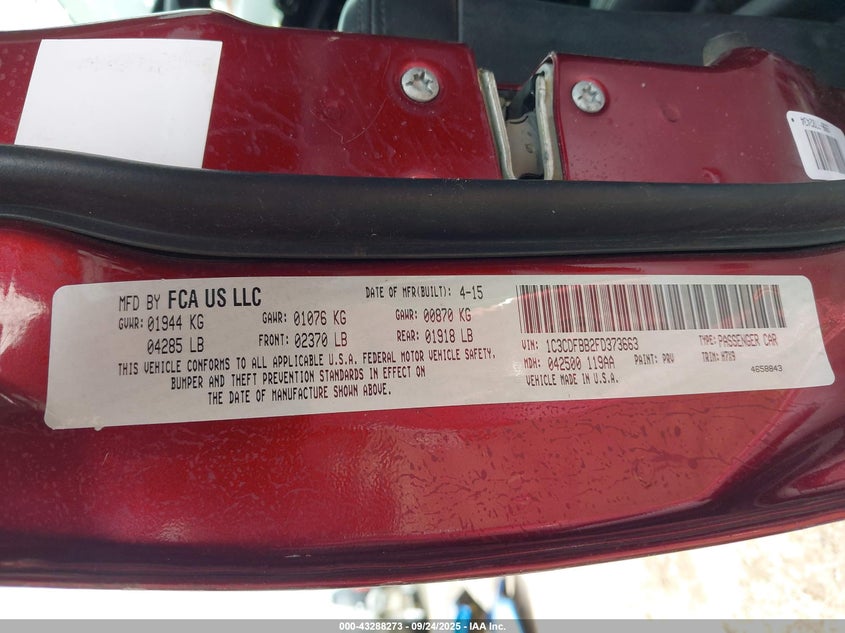 MFD BY FCA US LLC DATE OF MFR(BUILT): 4-15
GVWR: 01944 KG GAWR: 01076 KG GAWR: 00870 KG
04285 LB FRONT: 02370 LB REAR: 01918 LB
THIS VEHICLE CONFORMS TO ALL APPLICABLE U.S.A. FEDERAL MOTOR VEHICLE SAFETY,
BUMPER AND THEFT PREVENTION STANDARDS IN EFFECT ON
THE DATE OF MANUFACTURE SHOWN ABOVE.
VIN: 1C3CDFBB2FD373663 TYPE: PASSENGER CAR
MDH: 042500 119AA PAINT: PRV TRIM: H7X9
VEHICLE MADE IN U.S.A. 4658843
000-43288273 - 09/24/2025 - IAA Inc.